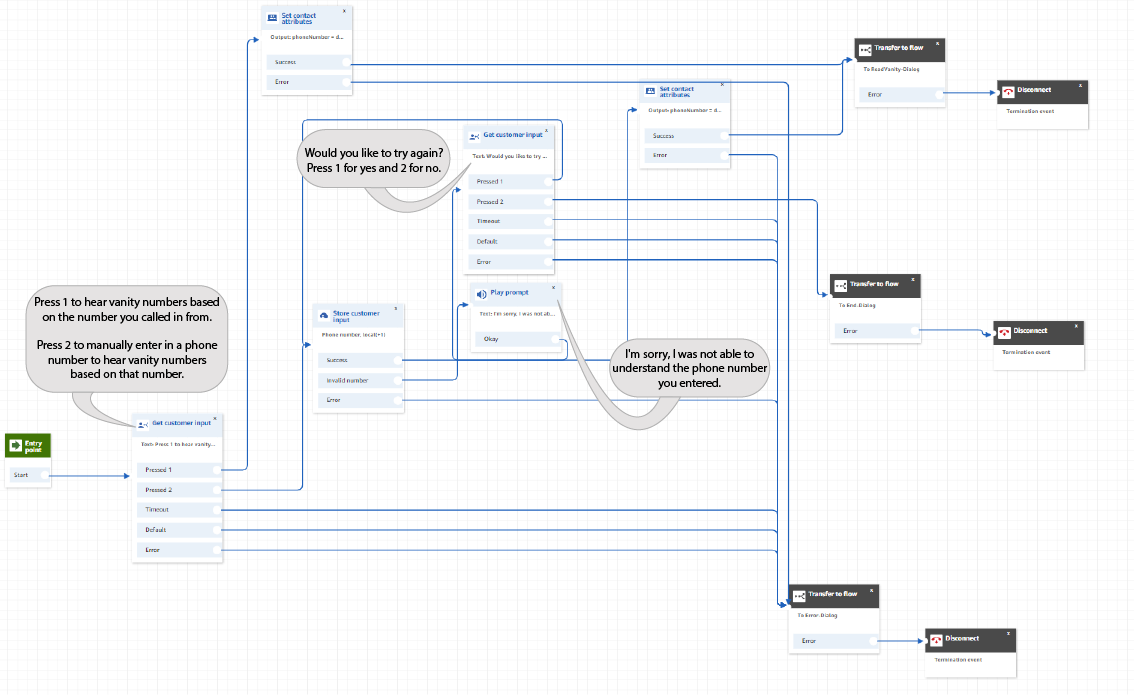 Set contact
attributes
x
Output: phoneNumber = d...
Success
Error
Transfer to flow
x
To ReadVanity-Dialog
Error
Disconnect
x
Termination event
Set contact
attributes
x
Output: phoneNumber = d...
Success
Error
Would you like to try again?
Press 1 for yes and 2 for no.
Get customer input
x
Text: Would you like to try ...
Pressed 1
Pressed 2
Timeout
Default
Error
Transfer to flow
x
To End-Dialog
Error
Disconnect
x
Termination event
Press 1 to hear vanity numbers based
on the number you called in from.
Press 2 to manually enter in a phone
number to hear vanity numbers
based on that number.
Store customer
input
x
Phone number, local(+1)
Success
Invalid number
Error
Play prompt
x
Text: I'm sorry, I was not ab...
Okay
I'm sorry, I was not able to
understand the phone number
you entered.
Entry
point
Start
Get customer input
x
Text: Press 1 to hear vanity...
Pressed 1
Pressed 2
Timeout
Default
Error
Transfer to flow
x
To Error-Dialog
Error
Disconnect
x
Termination event